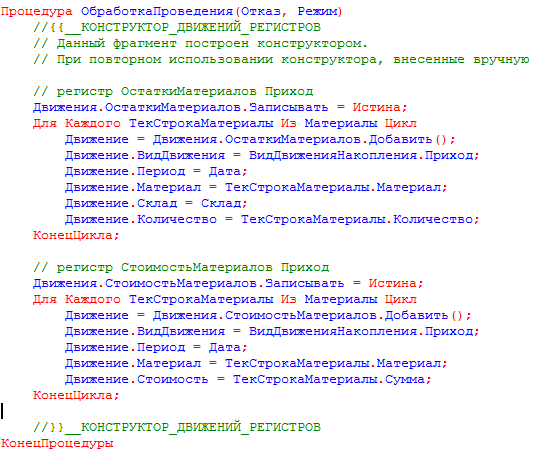 Процедура ОбработкаПроведения(Отказ, Режим)
//{{__КОНСТРУКТОР_ДВИЖЕНИЙ_РЕГИСТРОВ
// Данный фрагмент построен конструктором.
// При повторном использовании конструктора, внесенные вручную
// регистр ОстаткиМатериалов Приход
Движения.ОстаткиМатериалов.Записывать = Истина;
Для Каждого ТекСтрокаМатериалы Из Материалы Цикл
Движение = Движения.ОстаткиМатериалов.Добавить();
Движение.ВидДвижения = ВидДвиженияНакопления.Приход;
Движение.Период = Дата;
Движение.Материал = ТекСтрокаМатериалы.Материал;
Движение.Склад = Склад;
Движение.Количество = ТекСтрокаМатериалы.Количество;
КонецЦикла;
// регистр СтоимостьМатериалов Приход
Движения.СтоимостьМатериалов.Записывать = Истина;
Для Каждого ТекСтрокаМатериалы Из Материалы Цикл
Движение = Движения.СтоимостьМатериалов.Добавить();
Движение.ВидДвижения = ВидДвиженияНакопления.Приход;
Движение.Период = Дата;
Движение.Материал = ТекСтрокаМатериалы.Материал;
Движение.Стоимость = ТекСтрокаМатериалы.Сумма;
КонецЦикла;
//}}__КОНСТРУКТОР_ДВИЖЕНИЙ_РЕГИСТРОВ
КонецПроцедуры